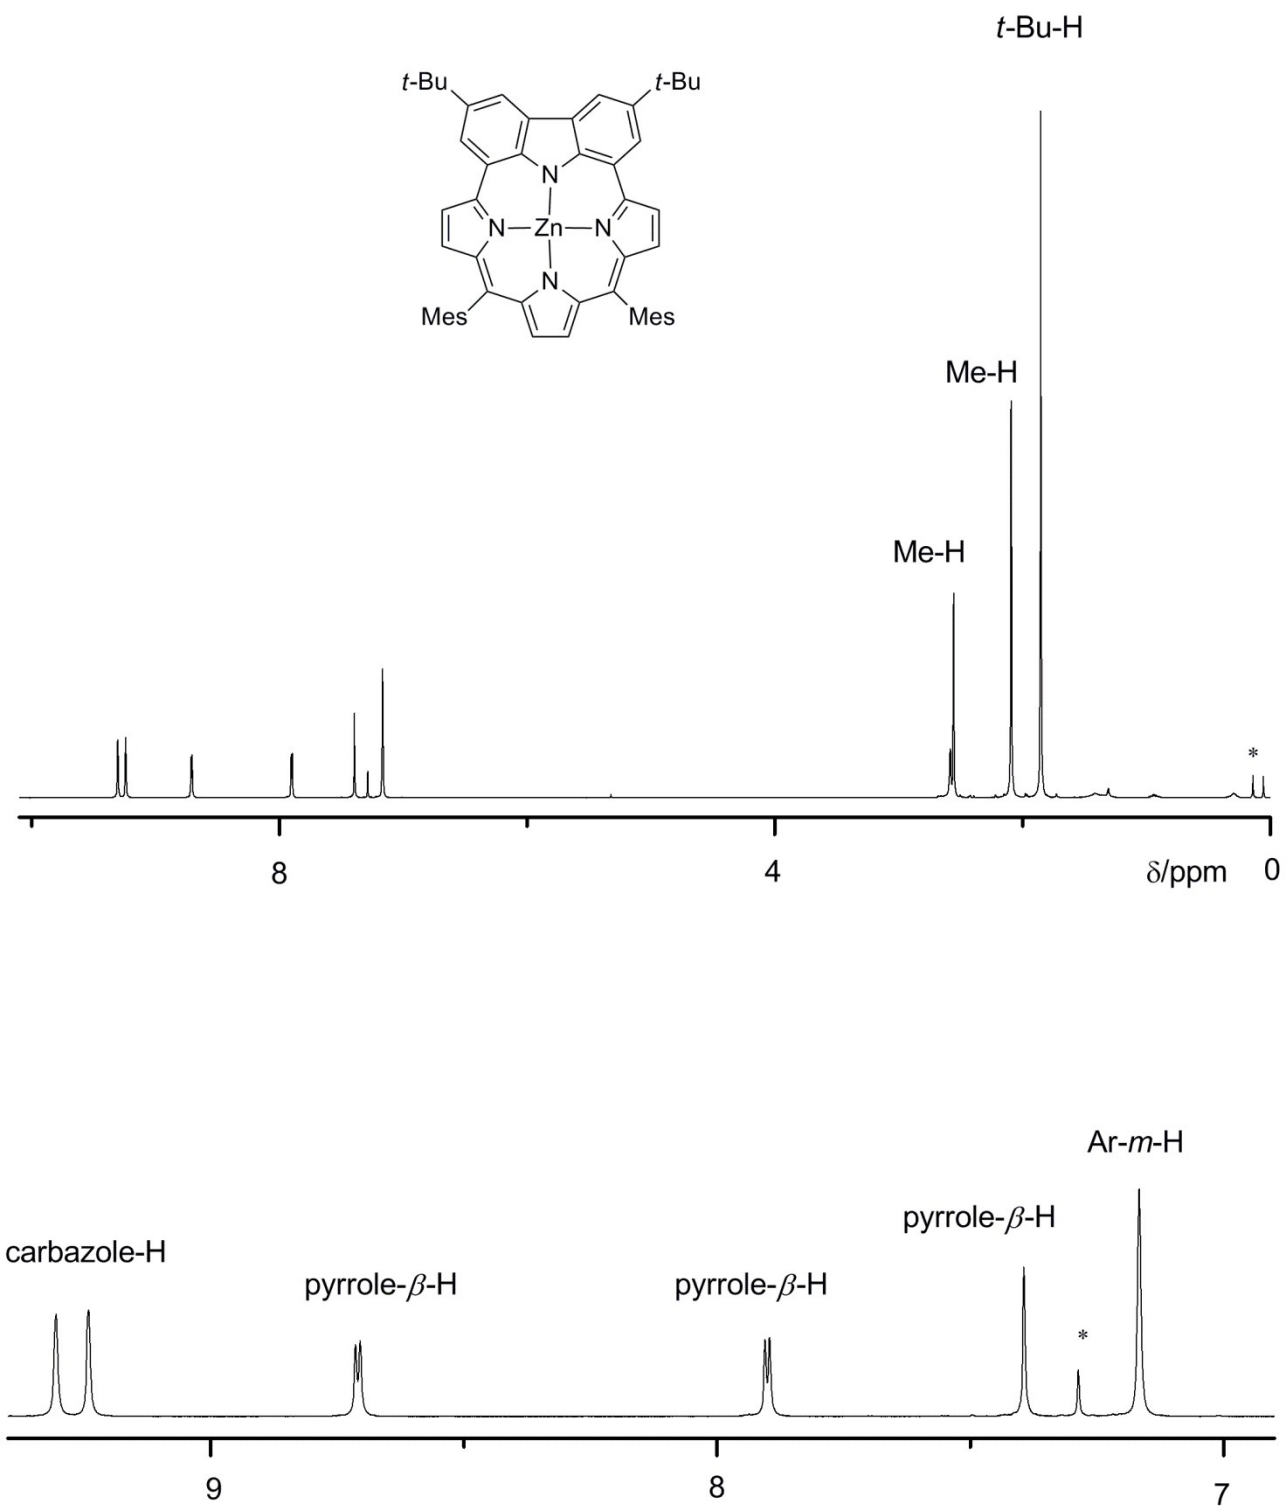 t-Bu-H
t-Bu
t-Bu
N
N
Zn
N
N
Mes
Mes
Me-H
Me-H
*
8
4
δ/ppm
0
Ar-m-H
pyrrole-β-H
carbazole-H
pyrrole-β-H
pyrrole-β-H
*
9
8
7